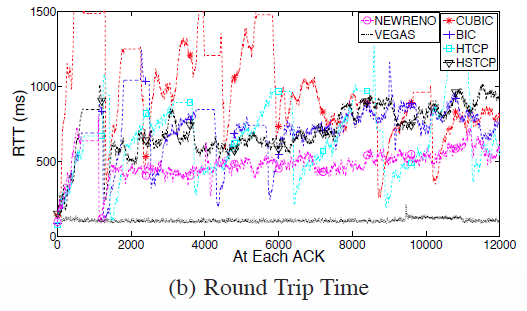 1500
1000
500
0
RTT (ms)
NEWRENO
VEGAS
CUBIC
BIC
HTCP
HSTCP
0 2000 4000 6000 8000 10000 12000
At Each ACK
(b) Round Trip Time